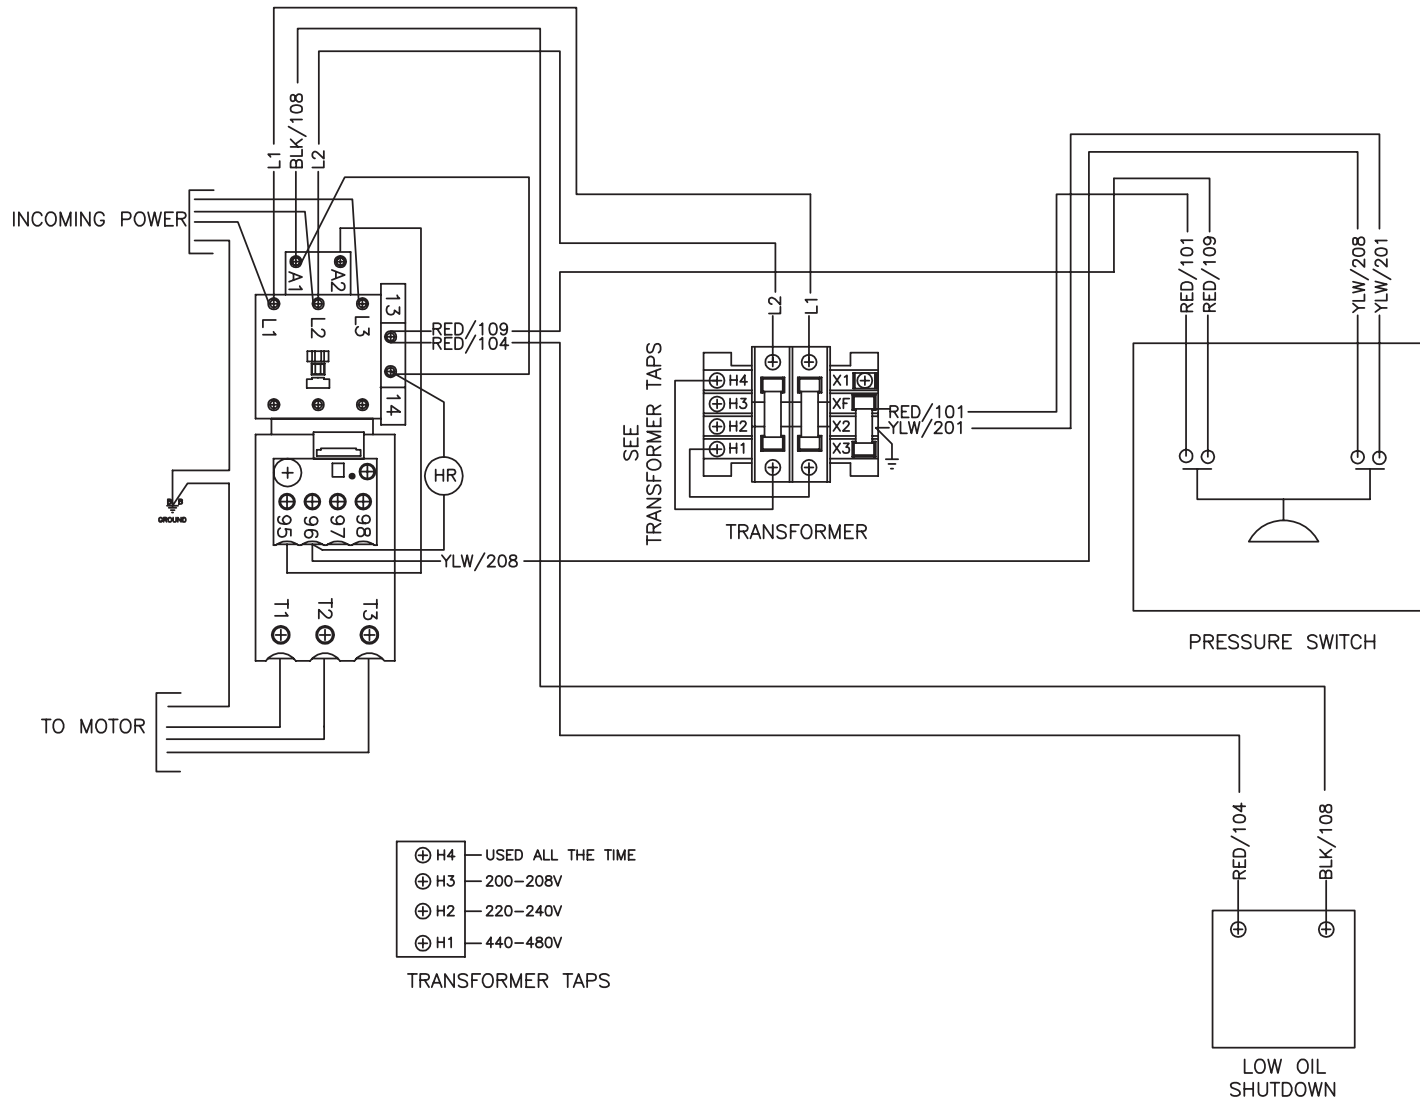 L1
BLK/108
L2
INCOMING POWER
A1
A2
L1
L2
L3
13
14
RED/109
RED/104
HR
95
96
97
98
YLW/208
T1
T2
T3
GROUND
TO MOTOR
L2
L1
SEE
TRANSFORMER TAPS
H4
H3
H2
H1
X1
XF
X2
X3
RED/101
YLW/201
TRANSFORMER
RED/101
RED/109
YLW/208
YLW/201
PRESSURE SWITCH
H4 USED ALL THE TIME
H3 200-208V
H2 220-240V
H1 440-480V
TRANSFORMER TAPS
RED/104
BLK/108
LOW OIL
SHUTDOWN